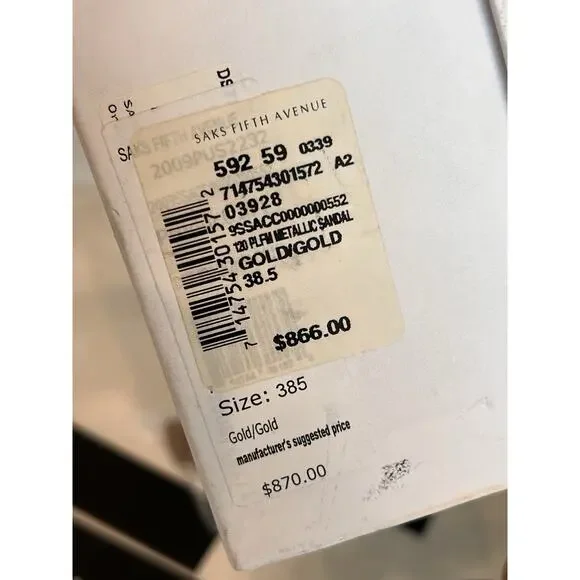 SAKS FIFTH AVENUE
592 59 0339
714754301572 A2
03928
9SSACC0000000552
120 PLFM METALLIC SANDAL
GOLD/GOLD
38.5
$866.00
7 14754 30157 2
2009PUS2232
Size: 385
Gold/Gold
manufacturer's suggested price
$870.00